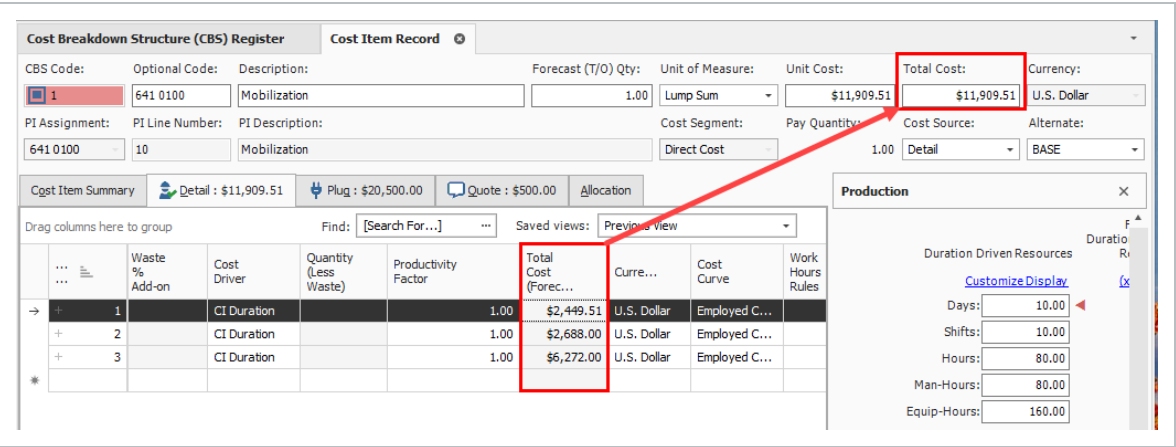 Cost Breakdown Structure (CBS) Register Cost Item Record
CBS Code: Optional Code: Description: Forecast (T/O) Qty: Unit of Measure: Unit Cost: Total Cost: Currency:
1 641 0100 Mobilization 1.00 Lump Sum $11,909.51 $11,909.51 U.S. Dollar
PI Assignment: PI Line Number: PI Description: Cost Segment: Pay Quantity: Cost Source: Alternate:
641 0100 10 Mobilization Direct Cost 1.00 Detail BASE
Cost Item Summary Detail : $11,909.51 Plug : $20,500.00 Quote : $500.00 Allocation Production
Drag columns here to group Find: [Search For...] ... Saved views: Previous View
... ... Waste % Add-on Cost Driver Quantity (Less Waste) Productivity Factor Total Cost (Forec... Curre... Cost Curve Work Hours Rules
1 CI Duration 1.00 $2,449.51 U.S. Dollar Employed C...
2 CI Duration 1.00 $2,688.00 U.S. Dollar Employed C...
3 CI Duration 1.00 $6,272.00 U.S. Dollar Employed C...
Duration Driven Resources
Customize Display
Days: 10.00
Shifts: 10.00
Hours: 80.00
Man-Hours: 80.00
Equip-Hours: 160.00